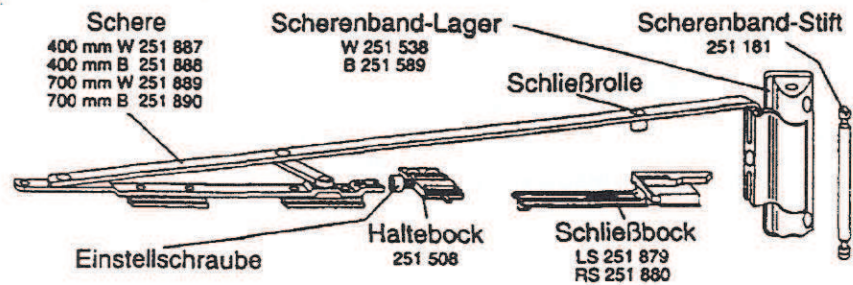 Schere
400 mm W 251 887
400 mm B 251 888
700 mm W 251 889
700 mm B 251 890
Scherenband-Lager
W 251 538
B 251 589
Scherenband-Stift
251 181
Schließrolle
Einstellschraube
Haltebock
251 508
Schließbock
LS 251 879
RS 251 880